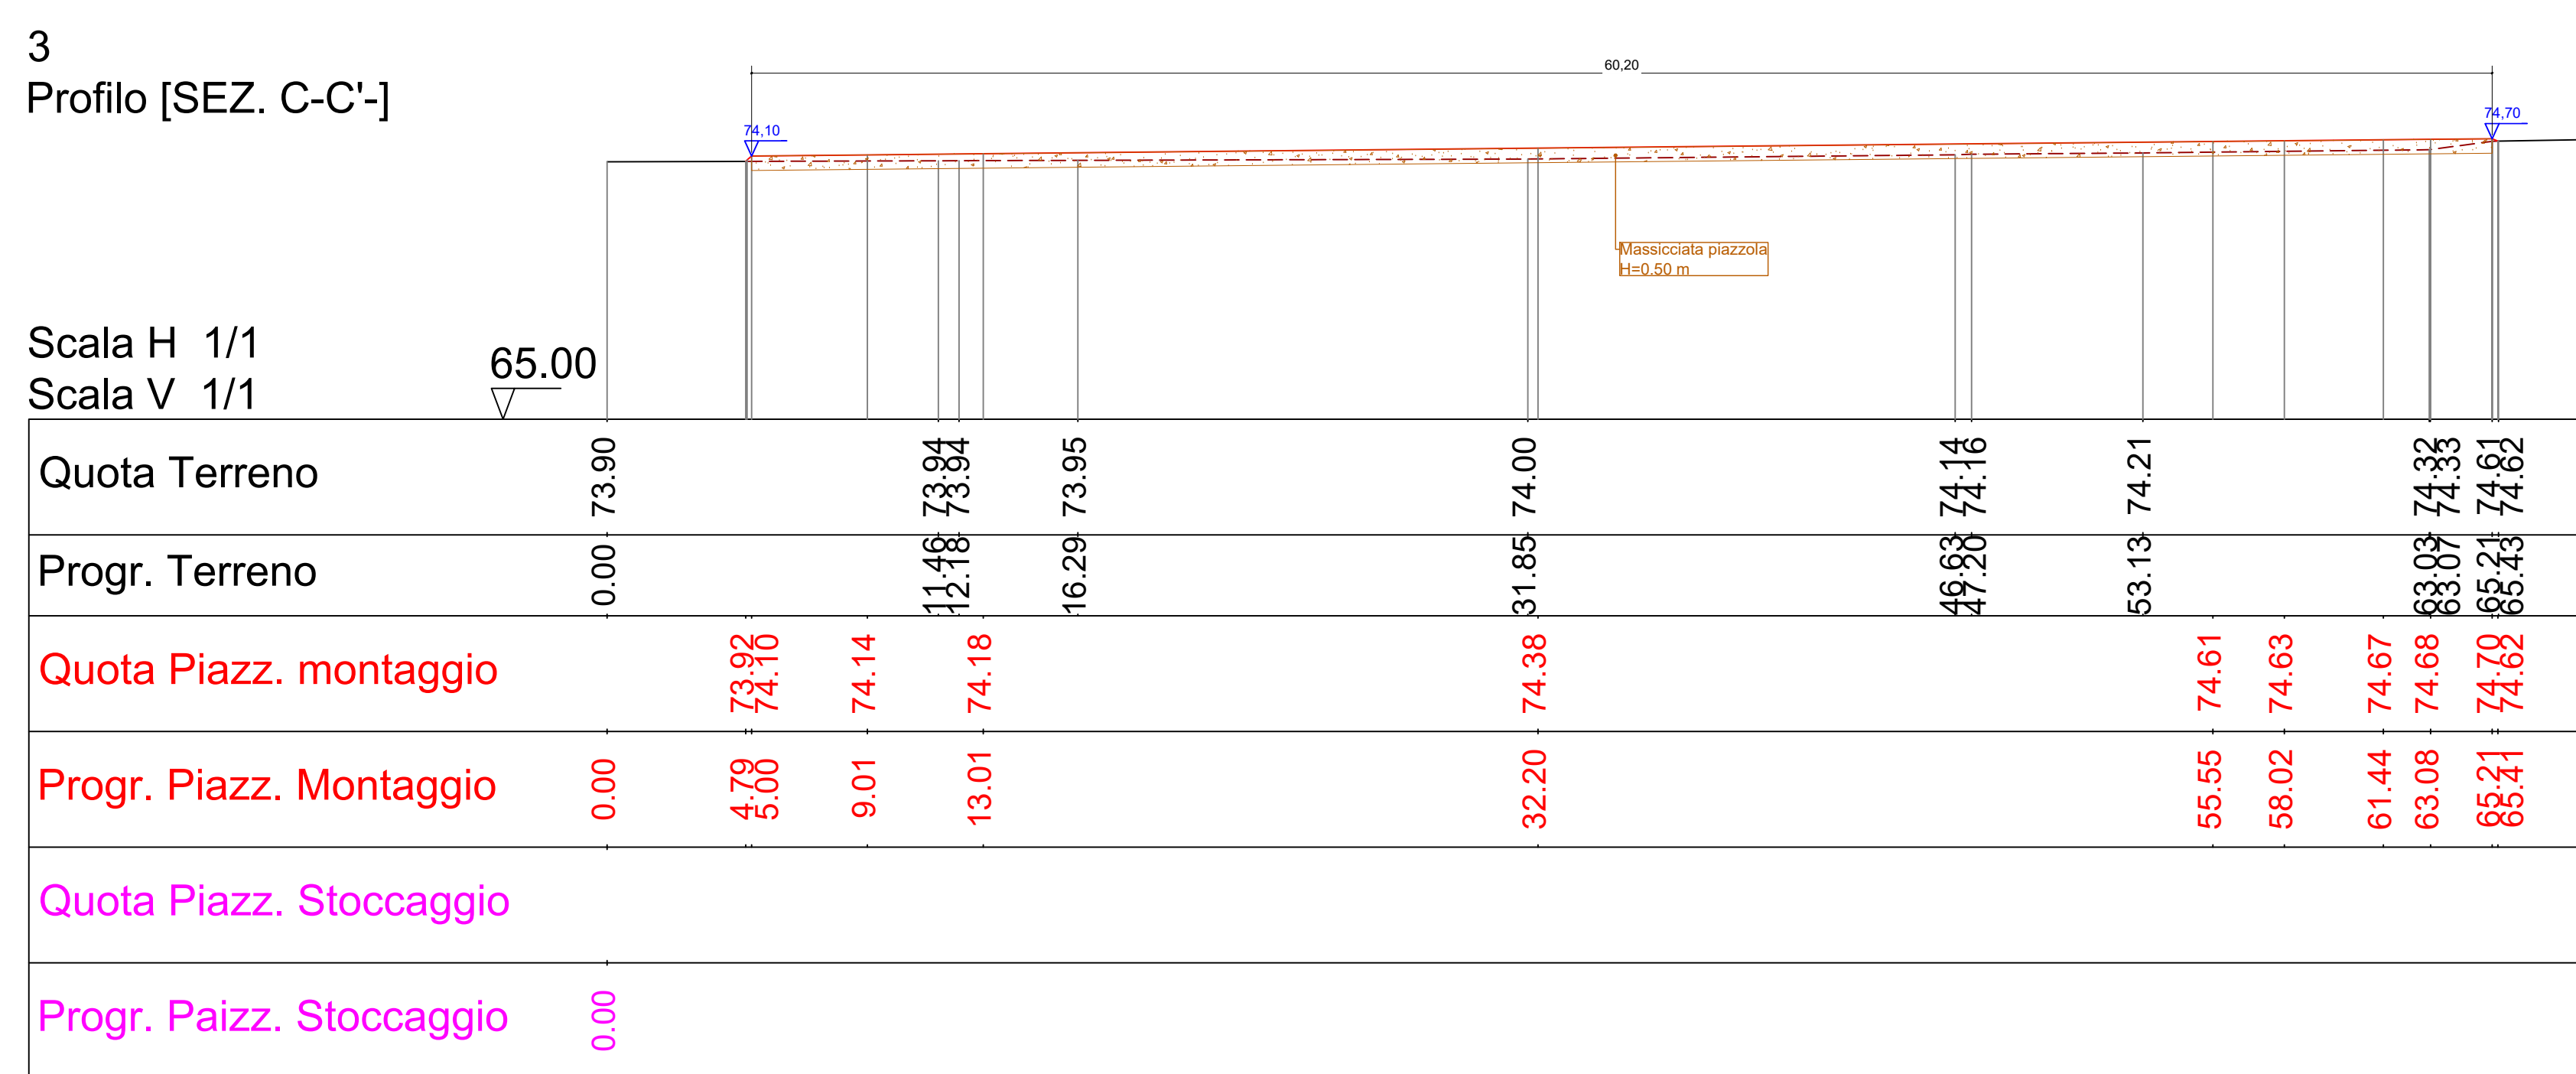 3
Profilo [SEZ. C-C'-]
60,20
74,10
74,70
Massicciata piazzola
H=0.50 m
Scala H 1/1
Scala V 1/1
65.00
Quota Terreno 73.90 73.94 73.94 73.95 74.00 74.14 74.16 74.21 74.32 74.33 74.61 74.62
Progr. Terreno 0.00 11.46 12.18 16.29 31.85 46.63 47.20 53.13 63.03 63.07 65.21 65.43
Quota Piazz. montaggio 73.92 74.10 74.14 74.18 74.38 74.61 74.63 74.67 74.68 74.70 74.62
Progr. Piazz. Montaggio 0.00 4.79 5.00 9.01 13.01 32.20 55.55 58.02 61.44 63.08 65.21 65.41
Quota Piazz. Stoccaggio
Progr. Paizz. Stoccaggio 0.00